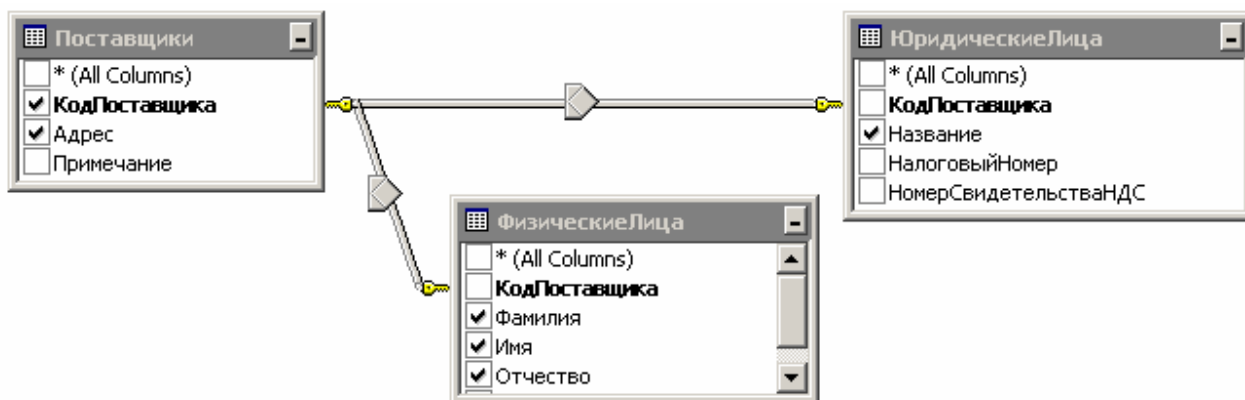 Поставщики
* (All Columns)
КодПоставщика
Адрес
Примечание
ЮридическиеЛица
* (All Columns)
КодПоставщика
Название
НалоговыйНомер
НомерСвидетельстваНДС
ФизическиеЛица
* (All Columns)
КодПоставщика
Фамилия
Имя
Отчество